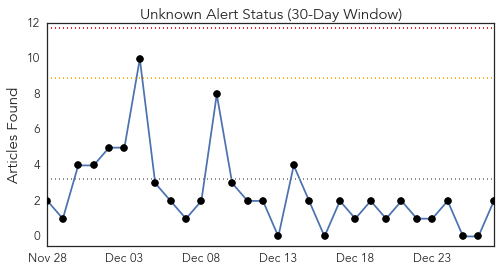 Unknown Alert Status (30-Day Window)
12
10
8
6
4
2
0
Articles Found
Nov 28
Dec 03
Dec 08
Dec 13
Dec 18
Dec 23